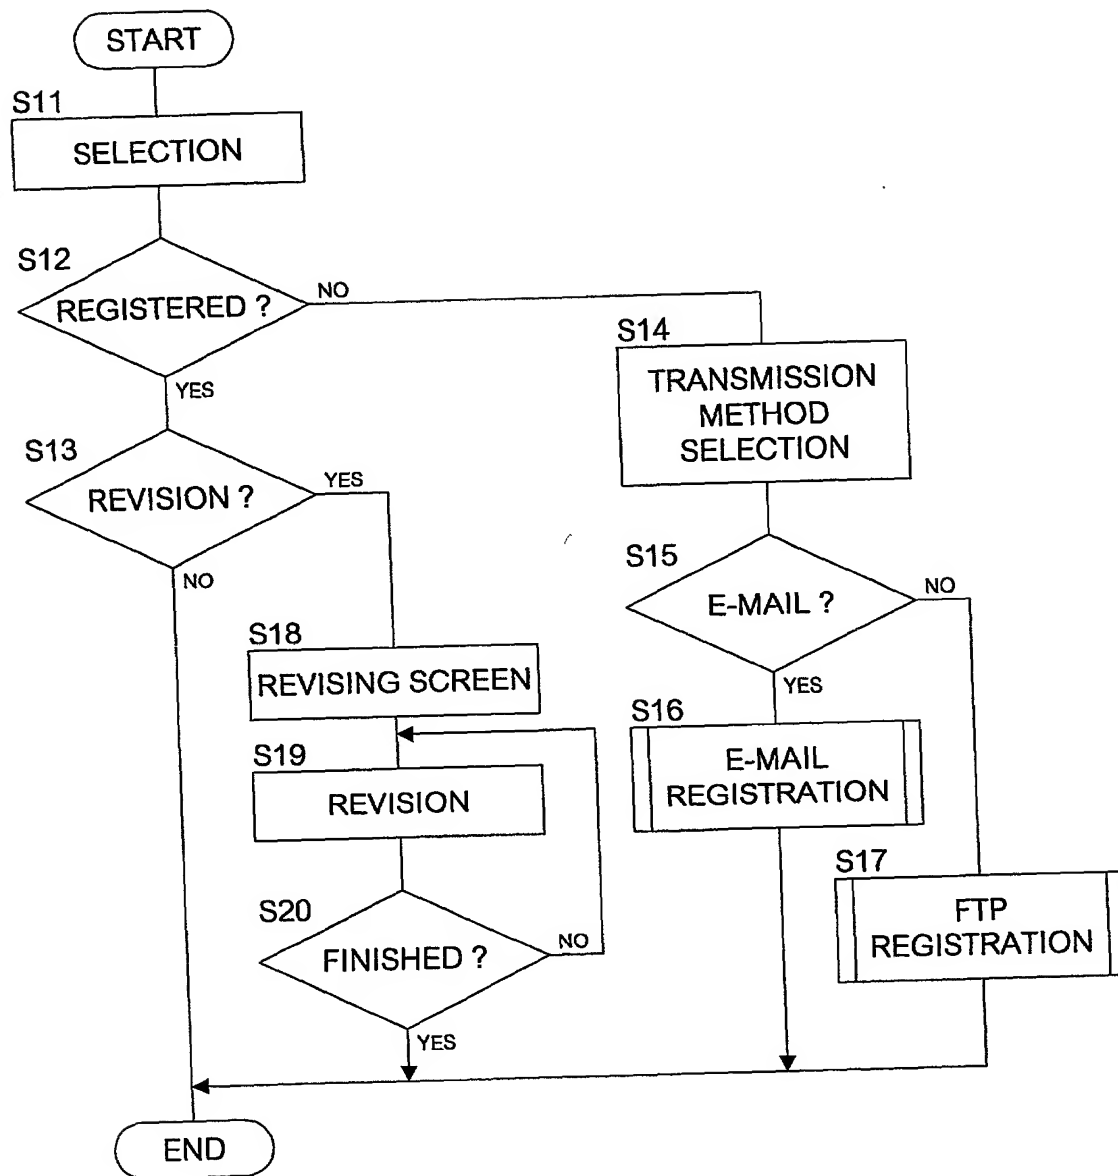 START
S11
SELECTION
S12
REGISTERED ?
NO
YES
S13
REVISION ?
YES
NO
S14
TRANSMISSION
METHOD
SELECTION
S15
E-MAIL ?
NO
YES
S16
E-MAIL
REGISTRATION
S17
FTP
REGISTRATION
S18
REVISING SCREEN
S19
REVISION
S20
FINISHED ?
NO
YES
END